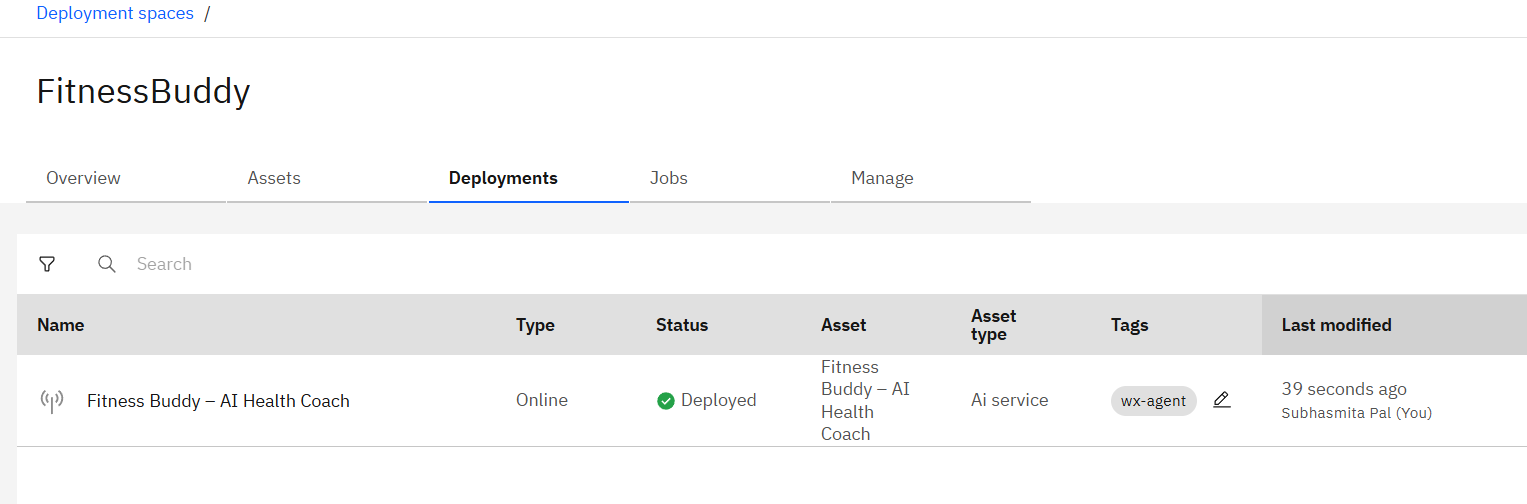 Deployment spaces /
FitnessBuddy
Overview Assets Deployments Jobs Manage
Search
Name Type Status Asset Asset type Tags Last modified
Fitness Buddy – AI Health Coach Online Deployed Fitness Buddy – AI Health Coach Ai service wx-agent 39 seconds ago
Subhasmita Pal (You)